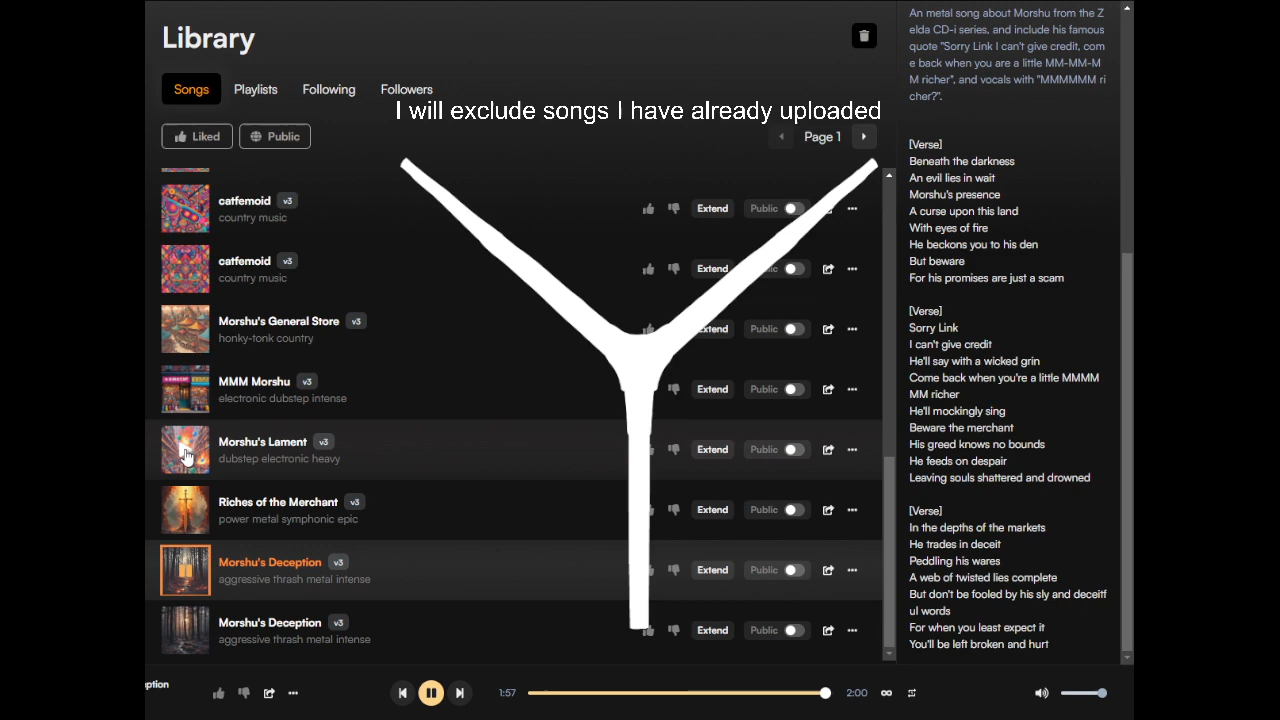 Library
Songs
Playlists
Following
Followers
I will exclude songs I have already uploaded
Liked
Public
Page 1
catfemoid v3
country music
Extend
Public
catfemoid v3
country music
Extend
Morshu's General Store v3
honky-tonk country
Public
MMM Morshu v3
electronic dubstep intense
Extend
Public
Morshu's Lament v3
dubstep electronic heavy
Extend
Public
Riches of the Merchant v3
power metal symphonic epic
Extend
Public
Morshu's Deception v3
aggressive thrash metal intense
Extend
Public
Morshu's Deception v3
aggressive thrash metal intense
Extend
Public
An metal song about Morshu from the Z
elda CD-i series, and include his famous
quote "Sorry Link I can't give credit, com
e back when you are a little MM-MM-M
M richer", and vocals with "MMMMMM ri
cher?".
[Verse]
Beneath the darkness
An evil lies in wait
Morshu's presence
A curse upon this land
With eyes of fire
He beckons you to his den
But beware
For his promises are just a scam
[Verse]
Sorry Link
I can't give credit
He'll say with a wicked grin
Come back when you're a little MMMM
MM richer
He'll mockingly sing
Beware the merchant
His greed knows no bounds
He feeds on despair
Leaving souls shattered and drowned
[Verse]
In the depths of the markets
He trades in deceit
Peddling his wares
A web of twisted lies complete
But don't be fooled by his sly and deceitf
ul words
For when you least expect it
You'll be left broken and hurt
ption
1:57
2:00